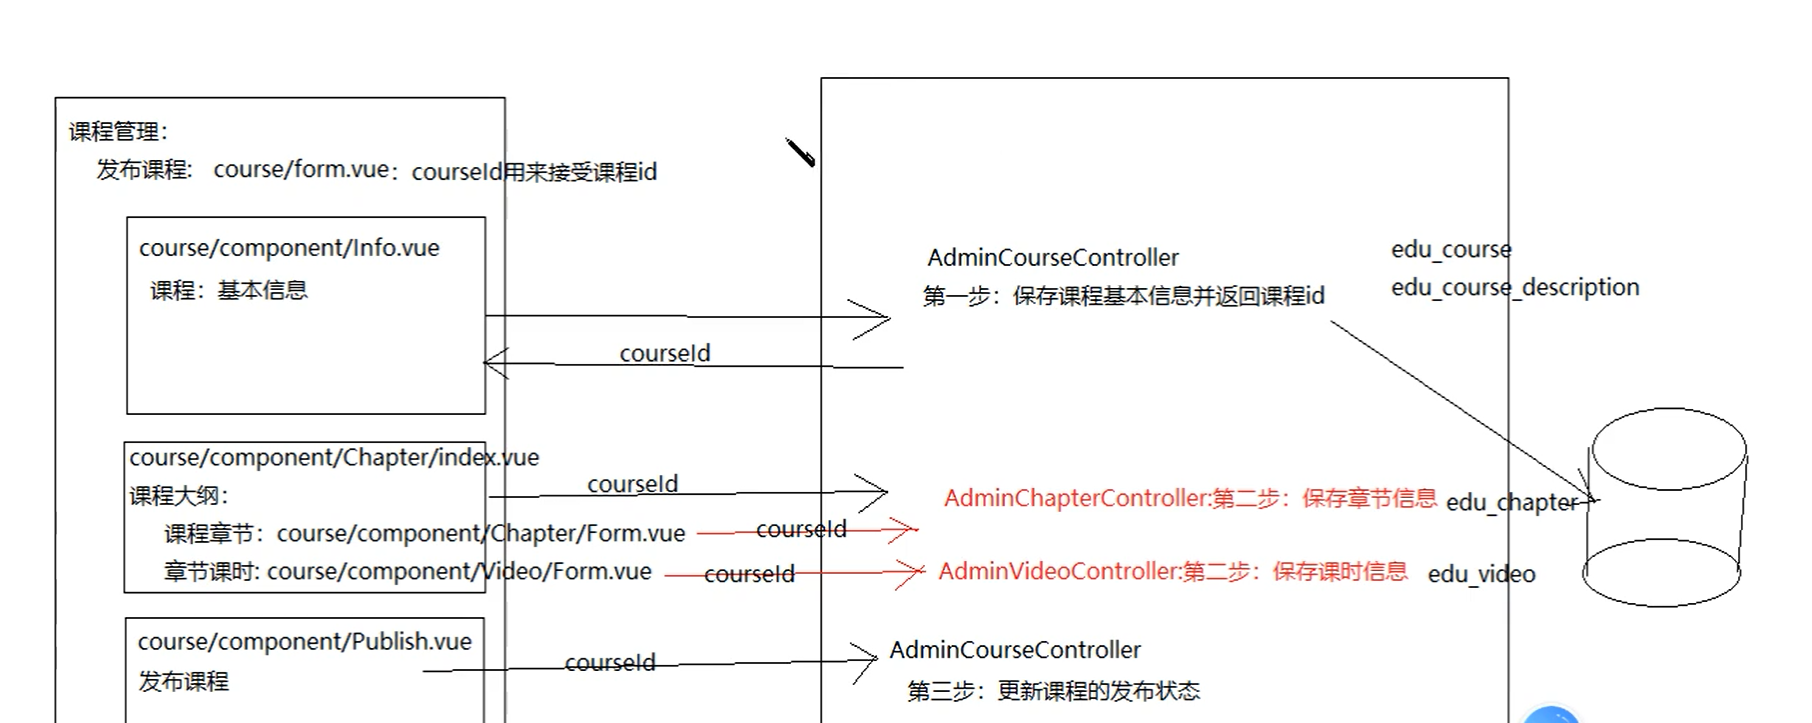 课程管理：
发布课程： course/form.vue：courseId用来接受课程id
course/component/Info.vue
课程：基本信息
AdminCourseController
第一步：保存课程基本信息并返回课程id
edu_course
edu_course_description
courseId
course/component/Chapter/index.vue
课程大纲：
courseId
课程章节：course/component/Chapter/Form.vue
courseId
章节课时: course/component/Video/Form.vue
courseId
AdminChapterController:第二步：保存章节信息
edu_chapter
AdminVideoController:第二步：保存课时信息
edu_video
course/component/Publish.vue
发布课程
courseId
AdminCourseController
第三步：更新课程的发布状态